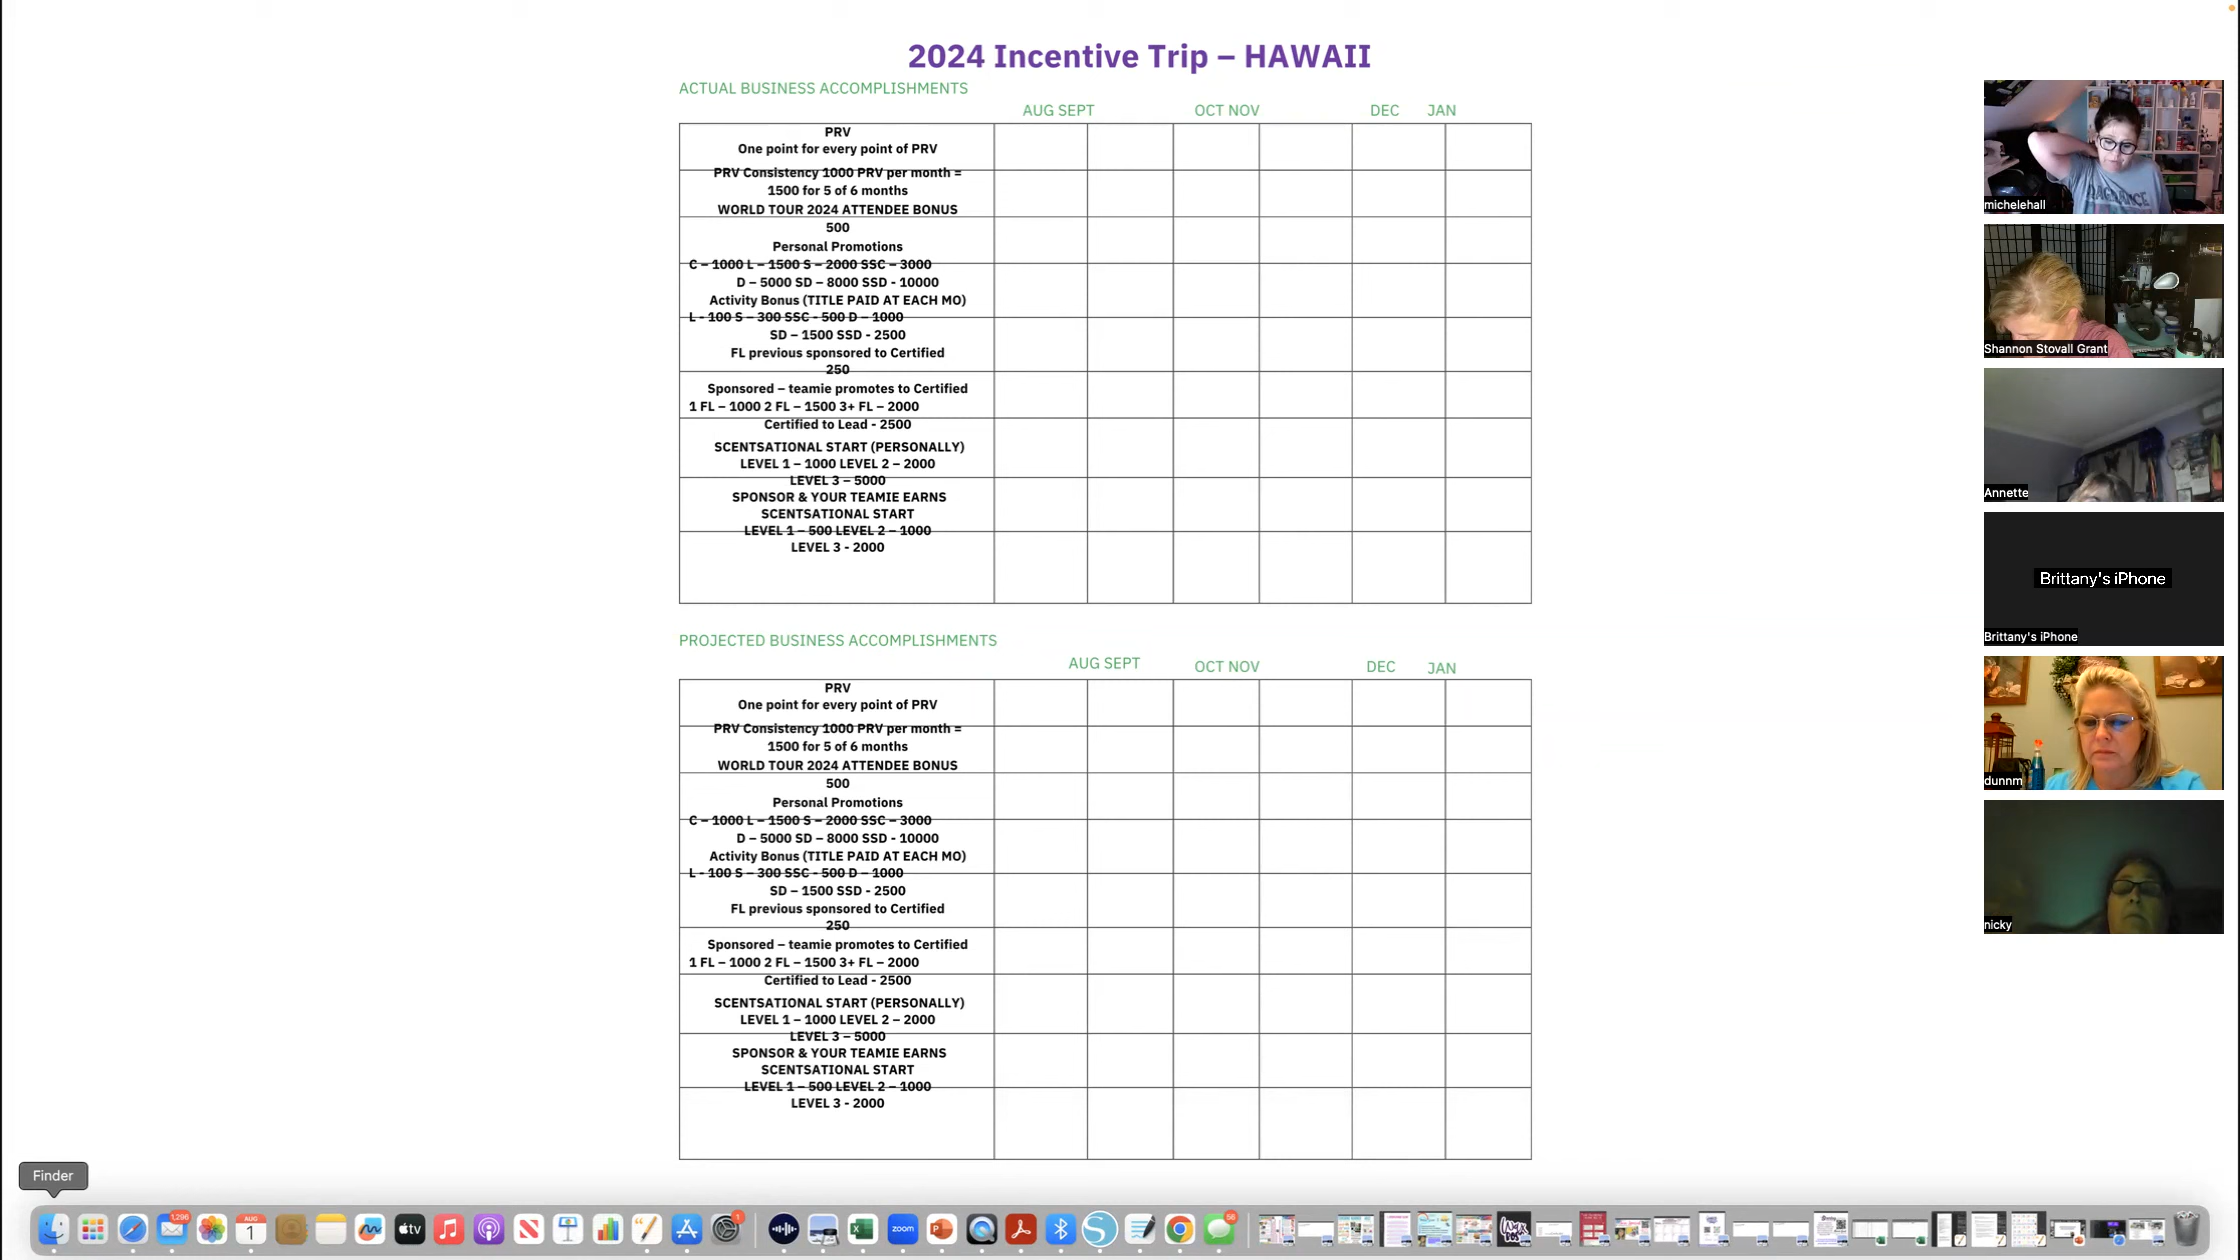 2024 Incentive Trip – HAWAII
ACTUAL BUSINESS ACCOMPLISHMENTS
AUG SEPT OCT NOV DEC JAN
PRV
One point for every point of PRV
PRV Consistency 1000 PRV per month =
1500 for 5 of 6 months
WORLD TOUR 2024 ATTENDEE BONUS
500
Personal Promotions
C – 1000 L – 1500 S – 2000 SSC – 3000
D – 5000 SD – 8000 SSD - 10000
Activity Bonus (TITLE PAID AT EACH MO)
L - 100 S – 300 SSC - 500 D – 1000
SD – 1500 SSD - 2500
FL previous sponsored to Certified
250
Sponsored – teamie promotes to Certified
1 FL – 1000 2 FL – 1500 3+ FL – 2000
Certified to Lead - 2500
SCENTSATIONAL START (PERSONALLY)
LEVEL 1 – 1000 LEVEL 2 – 2000
LEVEL 3 – 5000
SPONSOR & YOUR TEAMIE EARNS
SCENTSATIONAL START
LEVEL 1 – 500 LEVEL 2 – 1000
LEVEL 3 - 2000
PROJECTED BUSINESS ACCOMPLISHMENTS
AUG SEPT OCT NOV DEC JAN
PRV
One point for every point of PRV
PRV Consistency 1000 PRV per month =
1500 for 5 of 6 months
WORLD TOUR 2024 ATTENDEE BONUS
500
Personal Promotions
C – 1000 L – 1500 S – 2000 SSC – 3000
D – 5000 SD – 8000 SSD - 10000
Activity Bonus (TITLE PAID AT EACH MO)
L - 100 S – 300 SSC - 500 D – 1000
SD – 1500 SSD - 2500
FL previous sponsored to Certified
250
Sponsored – teamie promotes to Certified
1 FL – 1000 2 FL – 1500 3+ FL – 2000
Certified to Lead - 2500
SCENTSATIONAL START (PERSONALLY)
LEVEL 1 – 1000 LEVEL 2 – 2000
LEVEL 3 – 5000
SPONSOR & YOUR TEAMIE EARNS
SCENTSATIONAL START
LEVEL 1 – 500 LEVEL 2 – 1000
LEVEL 3 - 2000
michelehall
Shannon Stovall Grant
Annette
Brittany's iPhone
Brittany's iPhone
dunnm
nicky
Finder
1,296
AUG
1
tv
1
zoom
56